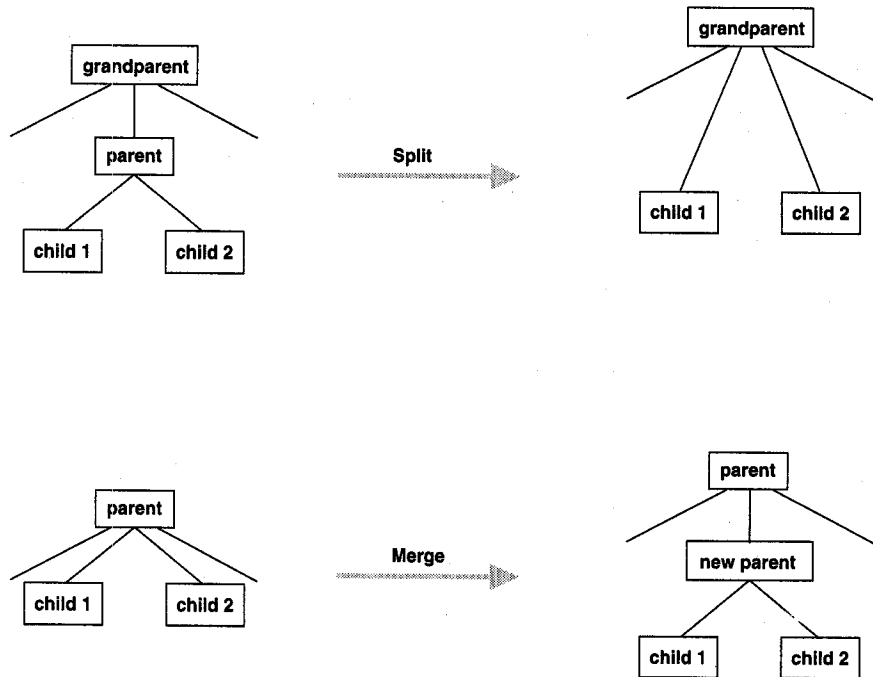 grandparent
parent
child 1
child 2
Split
grandparent
child 1
child 2
parent
child 1
child 2
Merge
parent
new parent
child 1
child 2